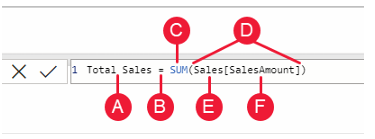 C D
1 Total Sales = SUM(Sales[SalesAmount])
A B E F